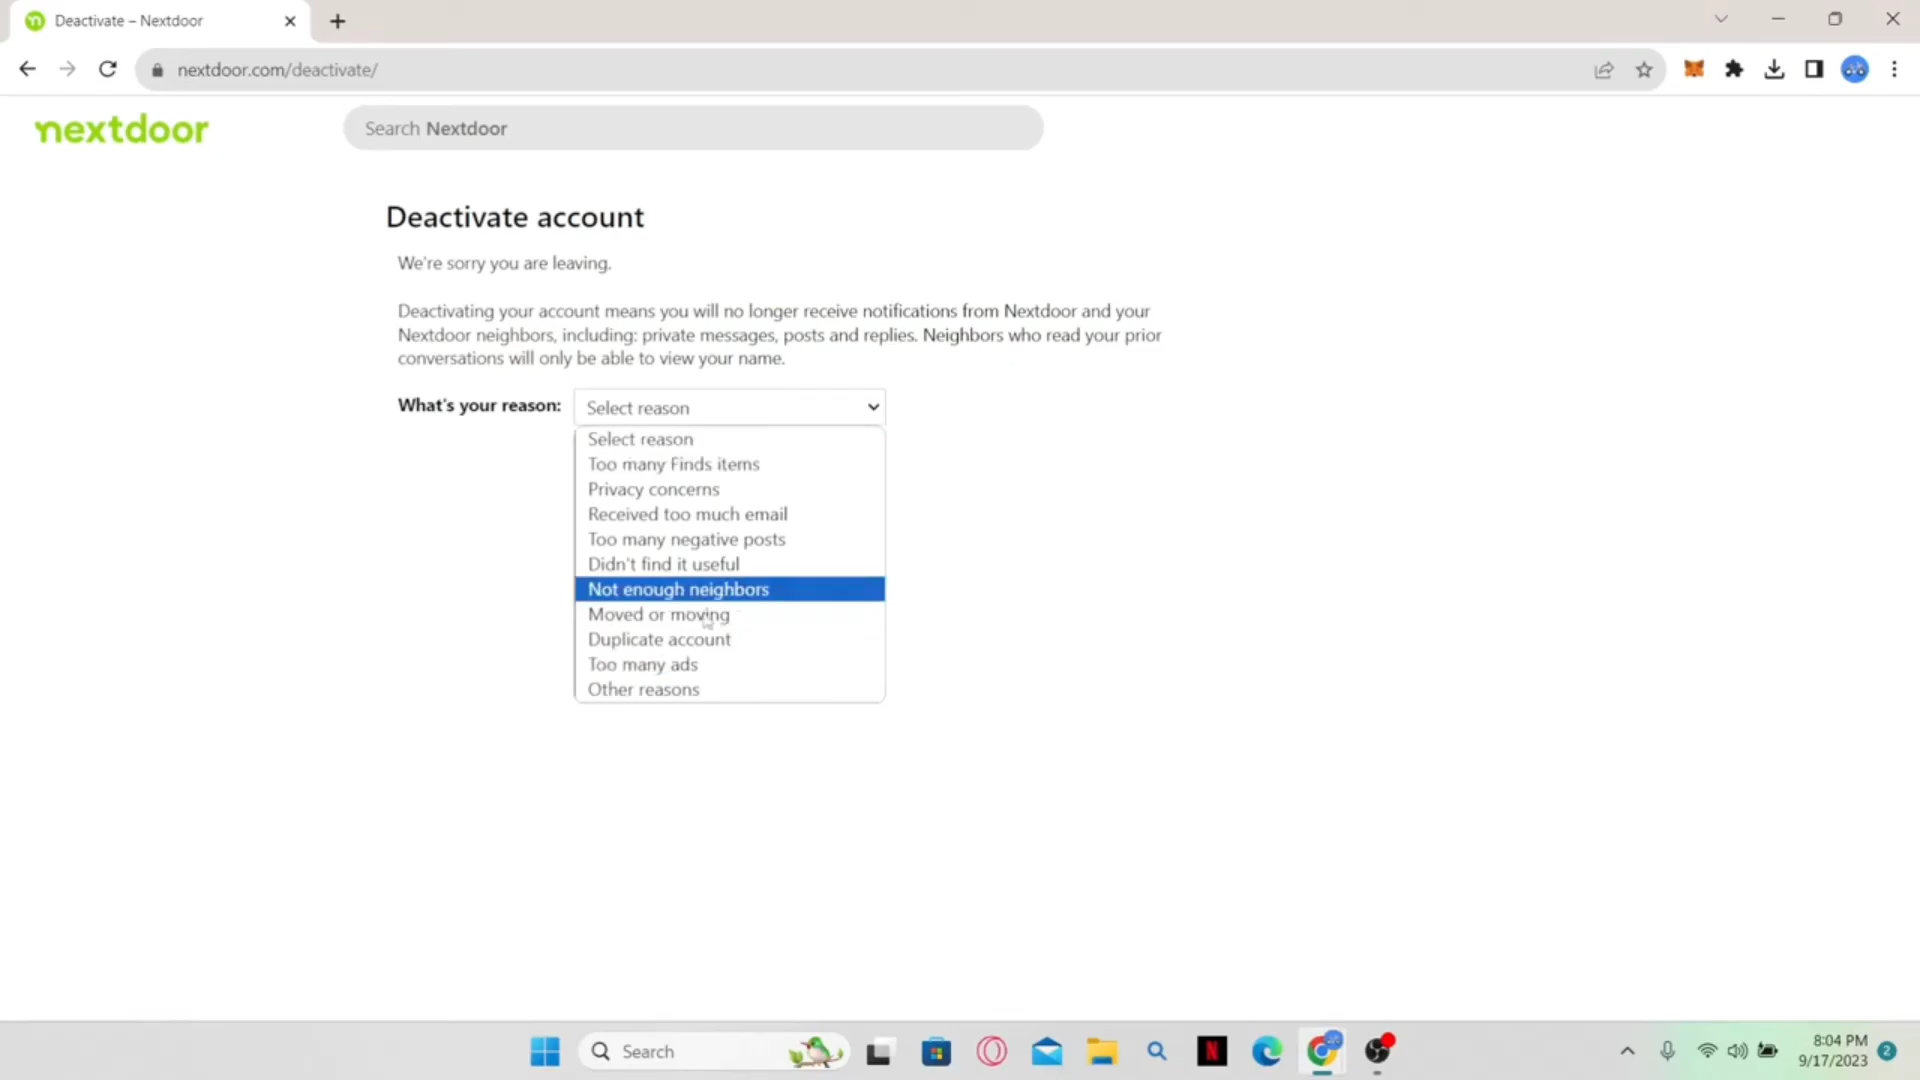 Deactivate – Nextdoor
nextdoor.com/deactivate/
nextdoor
Search Nextdoor
Deactivate account
We're sorry you are leaving.
Deactivating your account means you will no longer receive notifications from Nextdoor and your
Nextdoor neighbors, including: private messages, posts and replies. Neighbors who read your prior
conversations will only be able to view your name.
What's your reason: Select reason
Select reason
Too many Finds items
Privacy concerns
Received too much email
Too many negative posts
Didn't find it useful
Not enough neighbors
Moved or moving
Duplicate account
Too many ads
Other reasons
Search
N
8:04 PM
9/17/2023
2